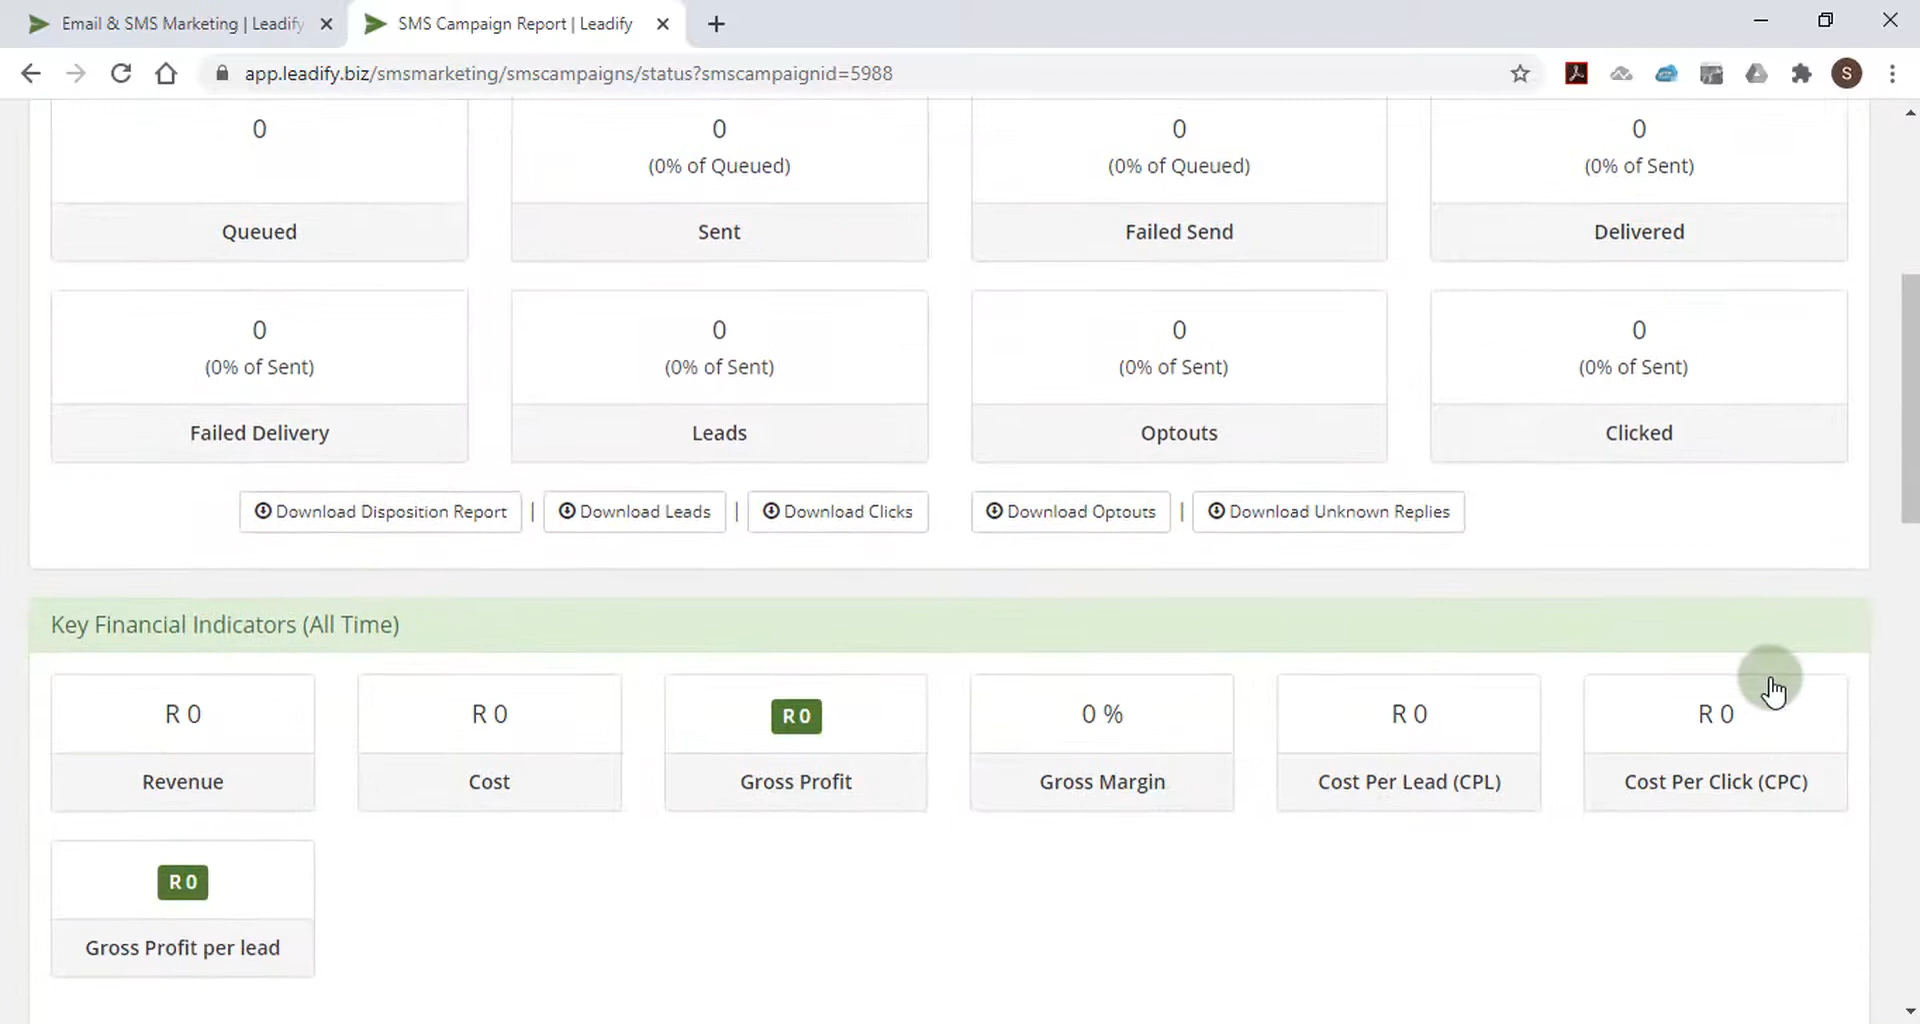 Email & SMS Marketing | Leadify
SMS Campaign Report | Leadify
app.leadify.biz/smsmarketing/smscampaigns/status?smscampaignid=5988
S
0
0
0
0
(0% of Queued)
(0% of Queued)
(0% of Sent)
Queued
Sent
Failed Send
Delivered
0
0
0
0
(0% of Sent)
(0% of Sent)
(0% of Sent)
(0% of Sent)
Failed Delivery
Leads
Optouts
Clicked
Download Disposition Report | Download Leads | Download Clicks
Download Optouts | Download Unknown Replies
Key Financial Indicators (All Time)
R 0
R 0
R 0
0 %
R 0
R 0
Revenue
Cost
Gross Profit
Gross Margin
Cost Per Lead (CPL)
Cost Per Click (CPC)
R 0
Gross Profit per lead